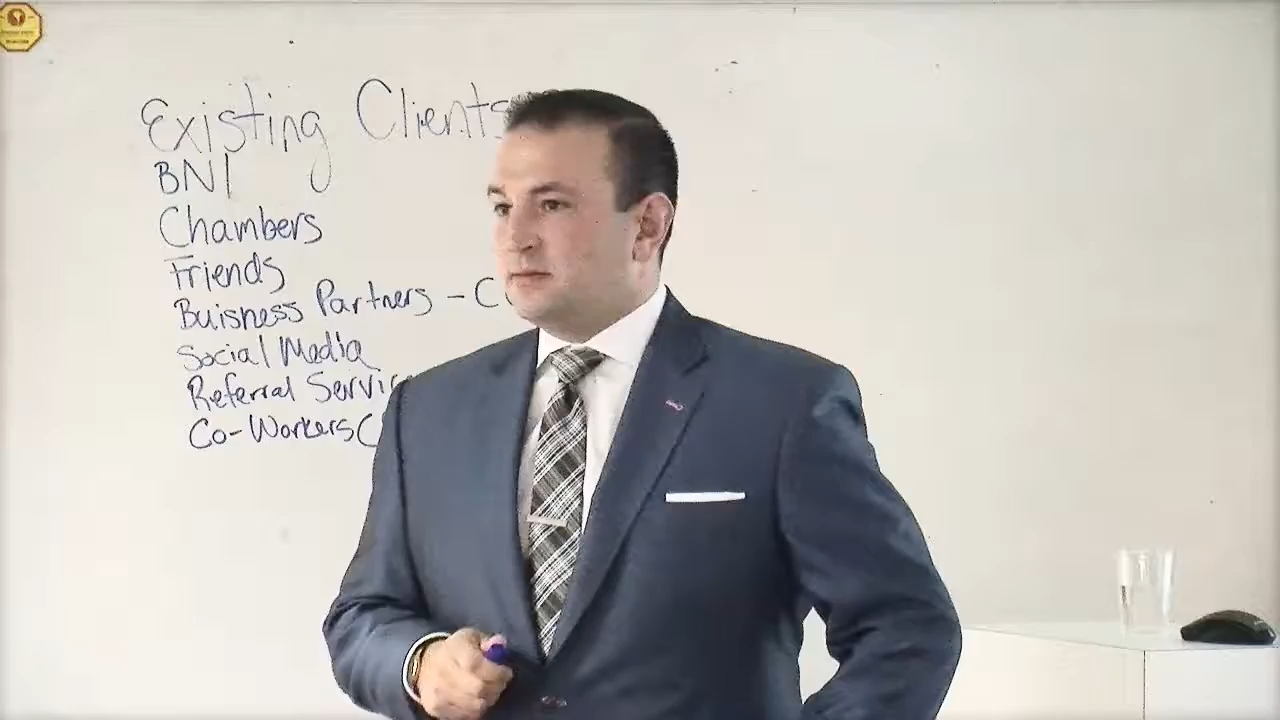 Existing Clients
BNI
Chambers
Friends
Buisness Partners - C
Social Media
Referral Servic
Co-Workers (